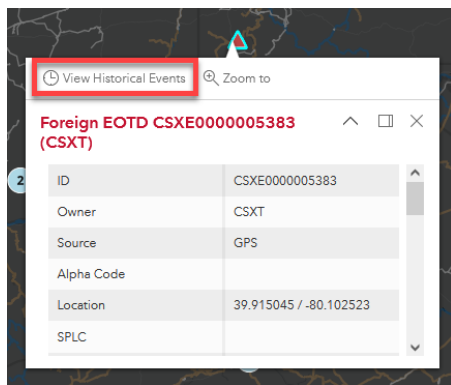 View Historical Events Zoom to
Foreign EOTD CSXE0000005383
(CSXT)
2
ID CSXE0000005383
Owner CSXT
Source GPS
Alpha Code
Location 39.915045 / -80.102523
SPLC